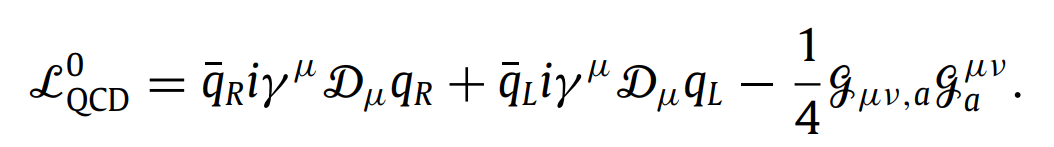 ℒ⁰_QCD = q̄_R iγ^μ 𝒟_μ q_R + q̄_L iγ^μ 𝒟_μ q_L − 1/4 𝒢_{μν,a} 𝒢_a^{μν}.